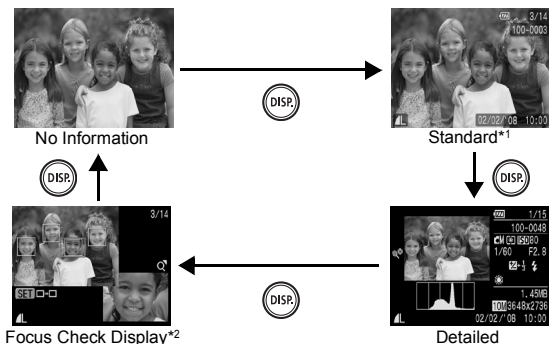 3/14
100-0003
02/02/'08 10:00
No Information
DISP.
Standard*1
DISP.
DISP.
3/14
SET
Focus Check Display*2
DISP.
1/15
100-0048
M ISO80
1/60 F2.8
1.45MB
10M 3648x2736
02/02/'08 10:00
Detailed